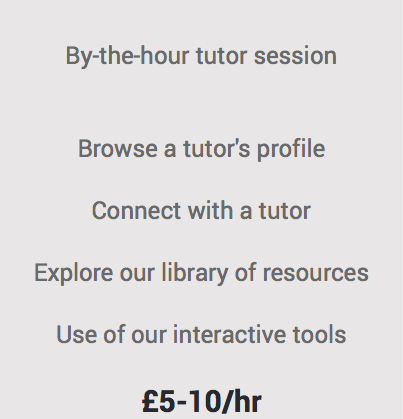 By-the-hour tutor session
Browse a tutor's profile
Connect with a tutor
Explore our library of resources
Use of our interactive tools
£5-10/hr